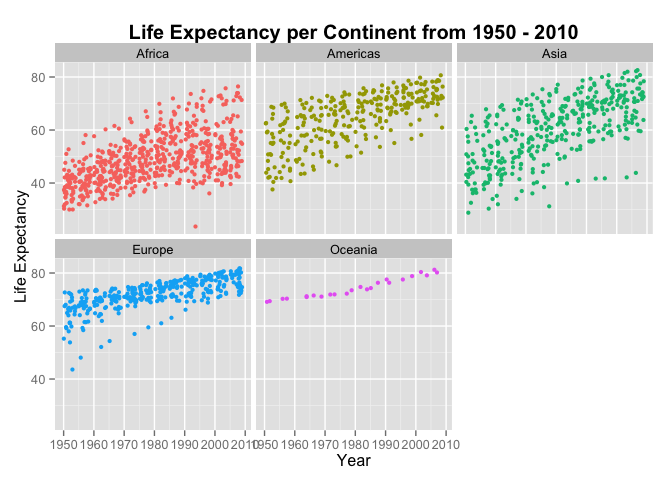 Life Expectancy per Continent from 1950 - 2010
Africa Americas Asia
80
60
40
Life Expectancy
Europe Oceania
80
60
40
1950 1960 1970 1980 1990 2000 2010 1950 1960 1970 1980 1990 2000 2010
Year